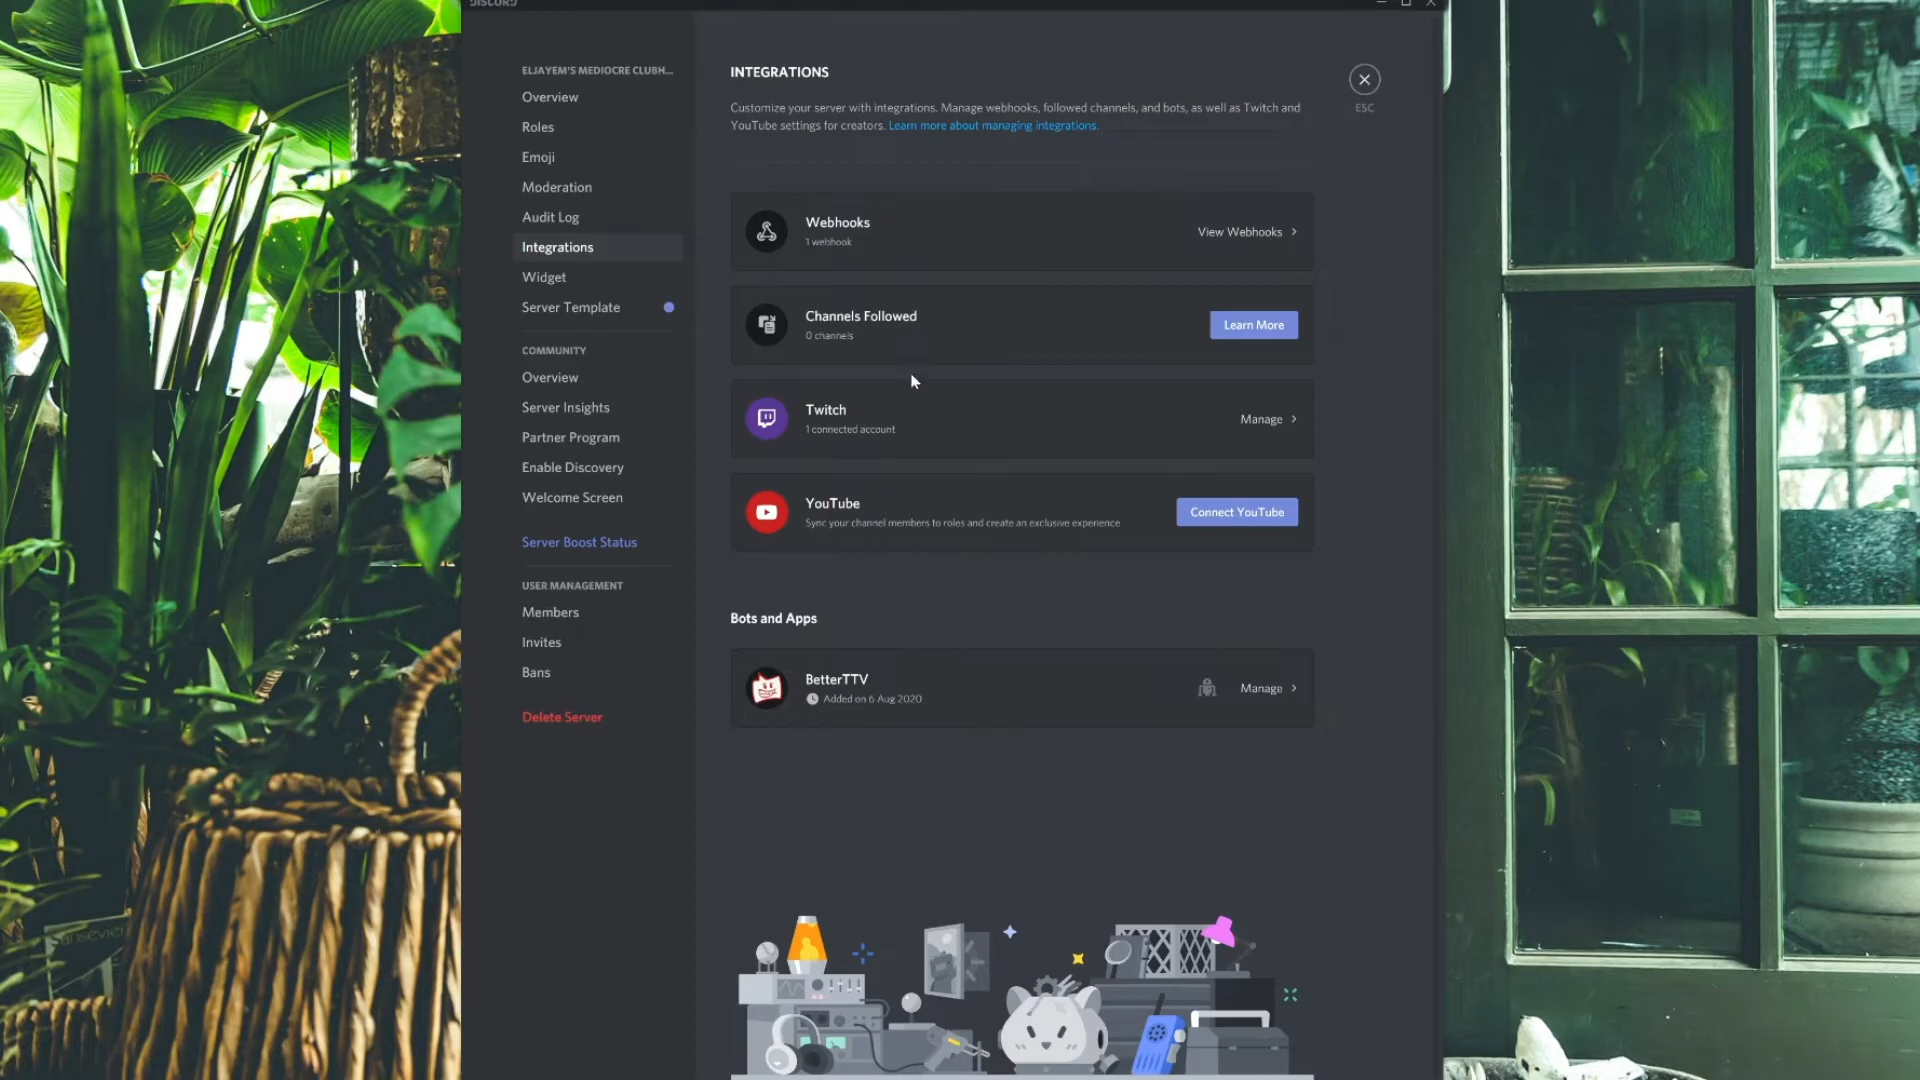 DISCORD
ELJAYEM'S MEDIOCRE CLUBH...
Overview
Roles
Emoji
Moderation
Audit Log
Integrations
Widget
Server Template
COMMUNITY
Overview
Server Insights
Partner Program
Enable Discovery
Welcome Screen
Server Boost Status
USER MANAGEMENT
Members
Invites
Bans
Delete Server
INTEGRATIONS
ESC
Customize your server with integrations. Manage webhooks, followed channels, and bots, as well as Twitch and
YouTube settings for creators. Learn more about managing integrations.
Webhooks
1 webhook
View Webhooks
Channels Followed
0 channels
Learn More
Twitch
1 connected account
Manage
YouTube
Sync your channel members to roles and create an exclusive experience
Connect YouTube
Bots and Apps
BetterTTV
Added on 6 Aug 2020
Manage